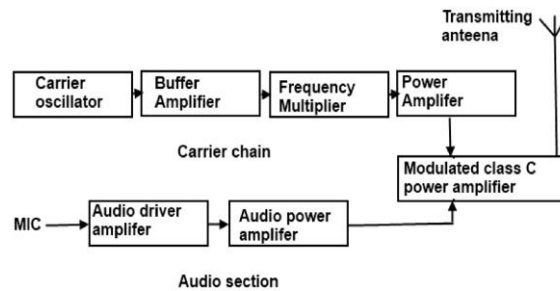 Transmitting
anteena
Carrier
oscillator
Buffer
Amplifier
Frequency
Multiplier
Power
Amplifer
Carrier chain
Modulated class C
power amplifier
MIC
Audio driver
amplifer
Audio power
amplifer
Audio section